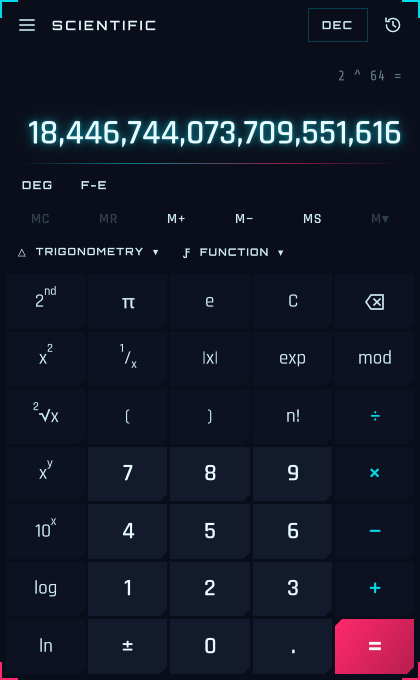 SCIENTIFIC DEC
2 ^ 64 =
18,446,744,073,709,551,616
DEG F-E
MC MR M+ M− MS M▾
△ TRIGONOMETRY ▾ Ƒ FUNCTION ▾
2nd π e C
x2 1/x |x| exp mod
2√x ( ) n! ÷
xy 7 8 9 ×
10x 4 5 6 −
log 1 2 3 +
ln ± 0 . =